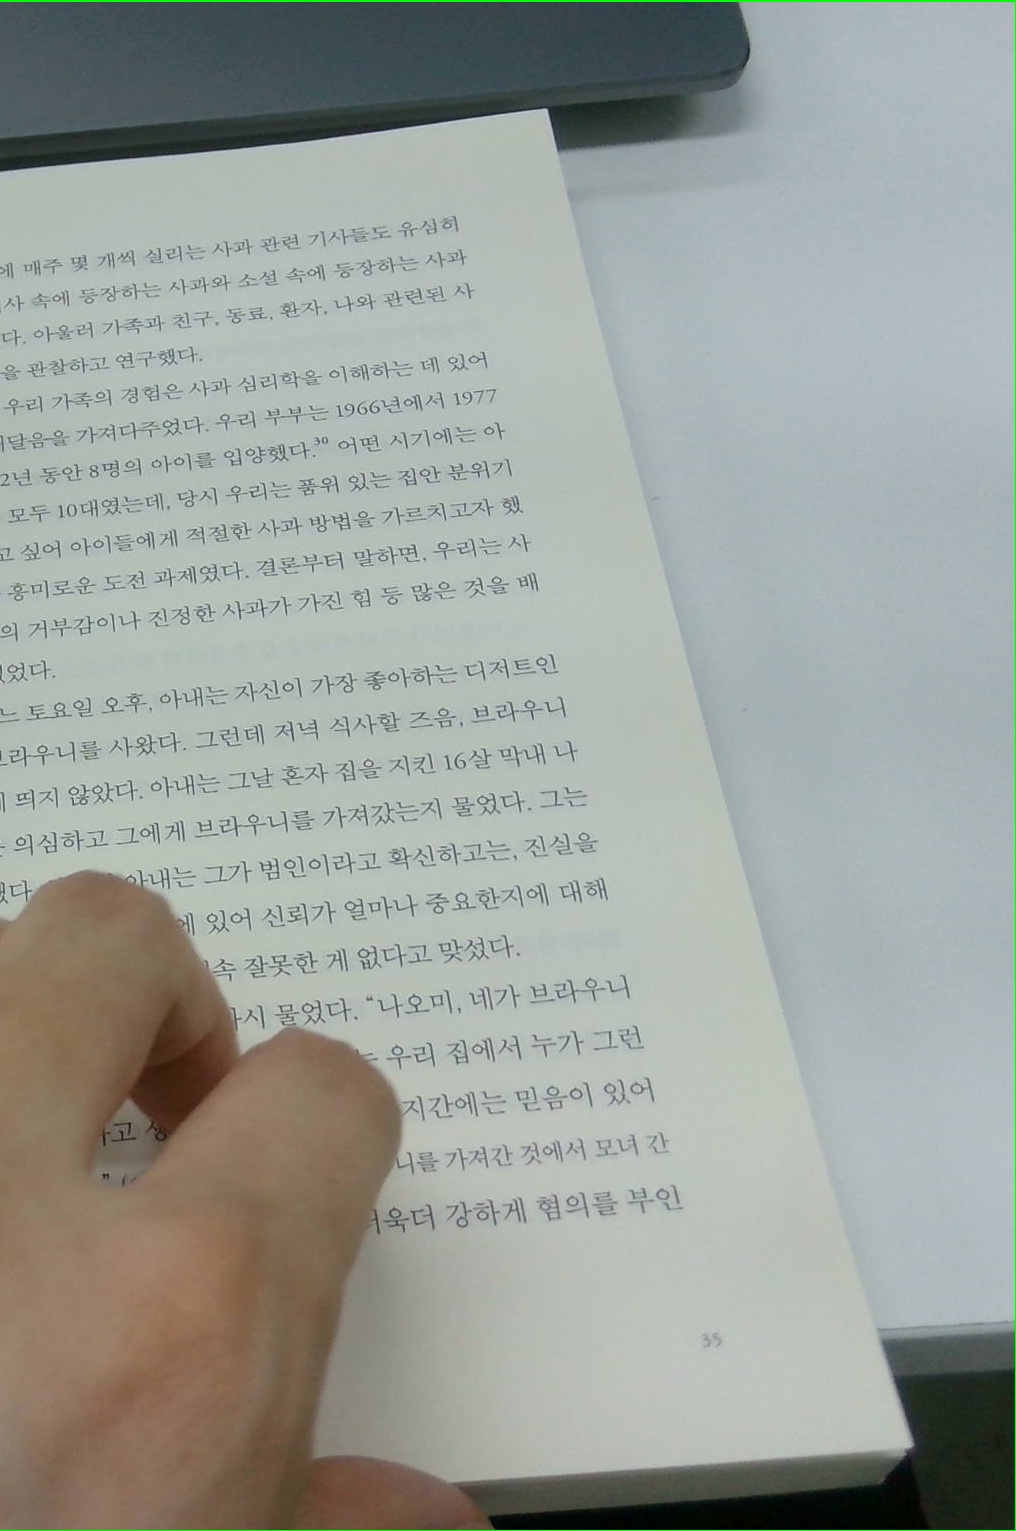 에 매주 몇 개씩 실리는 사과 관련 기사들도 유심히
속에 등장하는 사과와 소설 속에 등장하는 사과
다. 아울러 가족과 친구, 동료, 환자, 나와 관련된 사
을 관찰하고 연구했다.
우리 가족의 경험은 사과 심리학을 이해하는 데 있어
가져다주었다. 우리 부부는 1966년에서 1977
2년 동안 8명의 아이를 입양했다.30 어떤 시기에는 아
모두 10대였는데, 당시 우리는 품위 있는 집안 분위기
고 싶어 아이들에게 적절한 사과 방법을 가르치고자 했
흥미로운 도전 과제였다. 결론부터 말하면, 우리는 사
의 거부감이나 진정한 사과가 가진 힘 등 많은 것을 배
있었다.
느 토요일 오후, 아내는 자신이 가장 좋아하는 디저트인
브라우니를 사왔다. 그런데 저녁 식사할 즈음, 브라우니
띄지 않았다. 아내는 그날 혼자 집을 지킨 16살 막내 나
의심하고 그에게 브라우니를 가져갔는지 물었다. 그는
했다. 아내는 그가 범인이라고 확신하고는, 진실을
에 있어 신뢰가 얼마나 중요한지에 대해
속 잘못한 게 없다고 맞섰다.
다시 물었다. “나오미, 네가 브라우니
는 우리 집에서 누가 그런
지간에는 믿음이 있어
하고 생
니를 가져간 것에서 모녀 간
”
더욱더 강하게 혐의를 부인
35